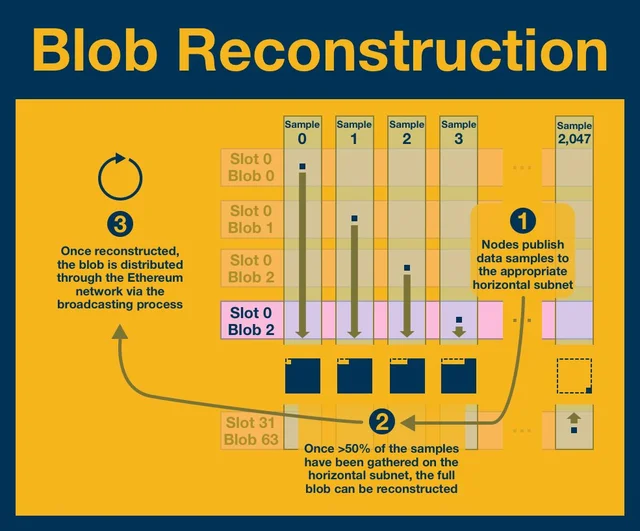 Blob Reconstruction
Sample
0
Sample
1
Sample
2
Sample
3
Sample
2,047
Slot 0
Blob 0
...
Slot 0
Blob 1
Slot 0
Blob 2
Slot 0
Blob 2
...
1
Nodes publish
data samples to
the appropriate
horizontal subnet
3
Once reconstructed,
the blob is distributed
through the Ethereum
network via the
broadcasting process
Slot 31
Blob 63
...
2
Once >50% of the samples
have been gathered on the
horizontal subnet, the full
blob can be reconstructed